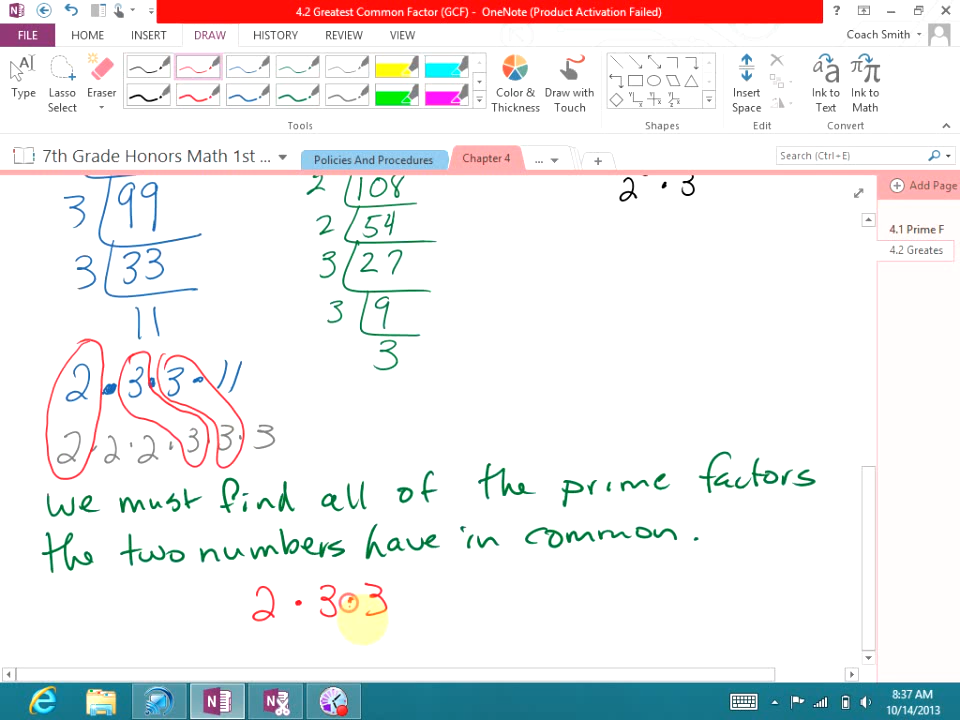 4.2 Greatest Common Factor (GCF) - OneNote (Product Activation Failed)
FILE HOME INSERT DRAW HISTORY REVIEW VIEW
Coach Smith
Type
Lasso Select
Eraser
Color & Thickness
Draw with Touch
Insert Space
Ink to Text
Ink to Math
Tools
Shapes
Edit
Convert
7th Grade Honors Math 1st ...
Policies And Procedures
Chapter 4
...
Search (Ctrl+E)
Add Page
4.1 Prime F
4.2 Greates
3 99
3 33
11
2 108
2 54
3 27
3 9
3
2 · 3
2 · 3 · 3 · 11
2 · 2 · 2 · 3 · 3 · 3
We must find all of the prime factors
the two numbers have in common.
2 · 3 · 3
8:37 AM
10/14/2013